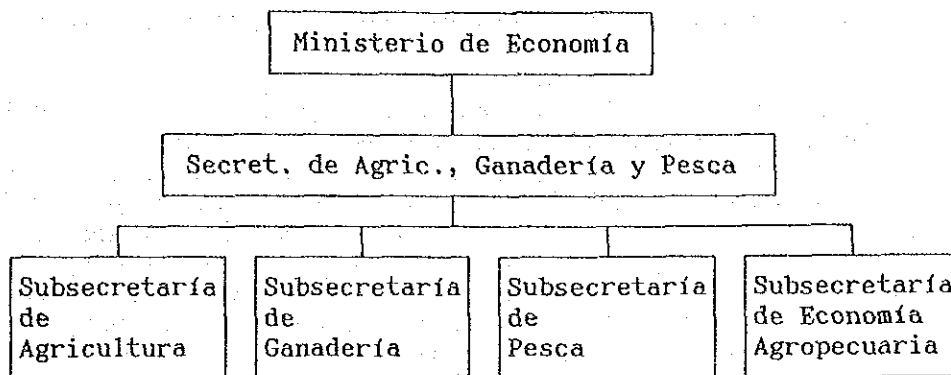 Ministerio de Economía
Secret. de Agric., Ganadería y Pesca
Subsecretaría
de
Agricultura
Subsecretaría
de
Ganadería
Subsecretaría
de
Pesca
Subsecretaría
de Economía
Agropecuaria